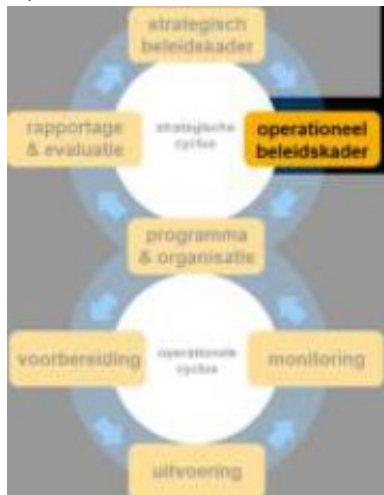 strategisch
beleidskader
rapportage
& evaluatie
strategische
cyclus
operationeel
beleidskader
programma
& organisatie
voorbereiding
operationele
cyclus
monitoring
uitvoering